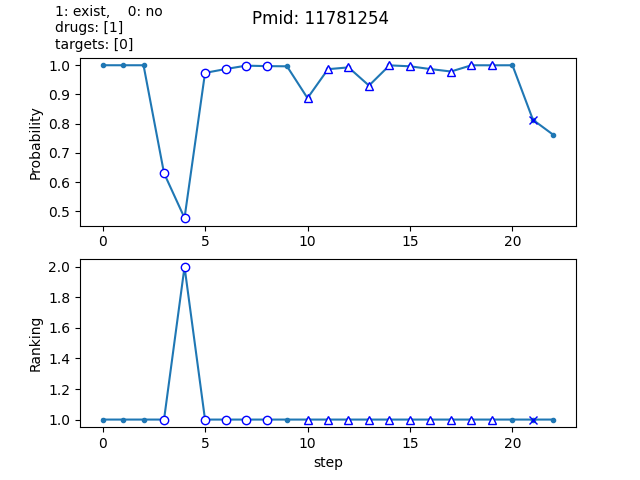 1: exist,    0: no
drugs: [1]
targets: [0]
Pmid: 11781254
Probability
1.0
0.9
0.8
0.7
0.6
0.5
0 5 10 15 20
Ranking
2.0
1.8
1.6
1.4
1.2
1.0
0 5 10 15 20
step